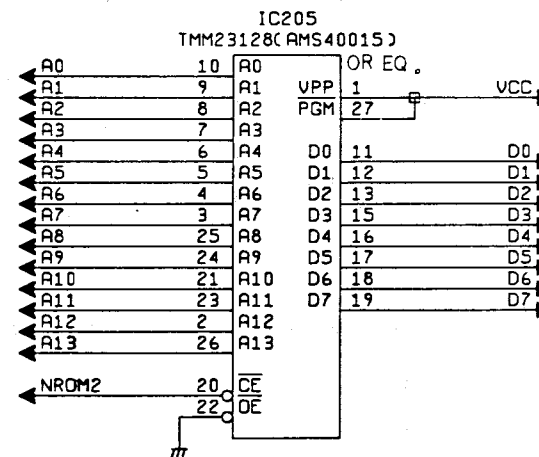 IC205
TMM23128(AMS40015)
OR EQ.
A0 10 A0
A1 9 A1 VPP 1 VCC
A2 8 A2 PGM 27
A3 7 A3
A4 6 A4 D0 11 D0
A5 5 A5 D1 12 D1
A6 4 A6 D2 13 D2
A7 3 A7 D3 15 D3
A8 25 A8 D4 16 D4
A9 24 A9 D5 17 D5
A10 21 A10 D6 18 D6
A11 23 A11 D7 19 D7
A12 2 A12
A13 26 A13
NROM2 20 CE
22 OE